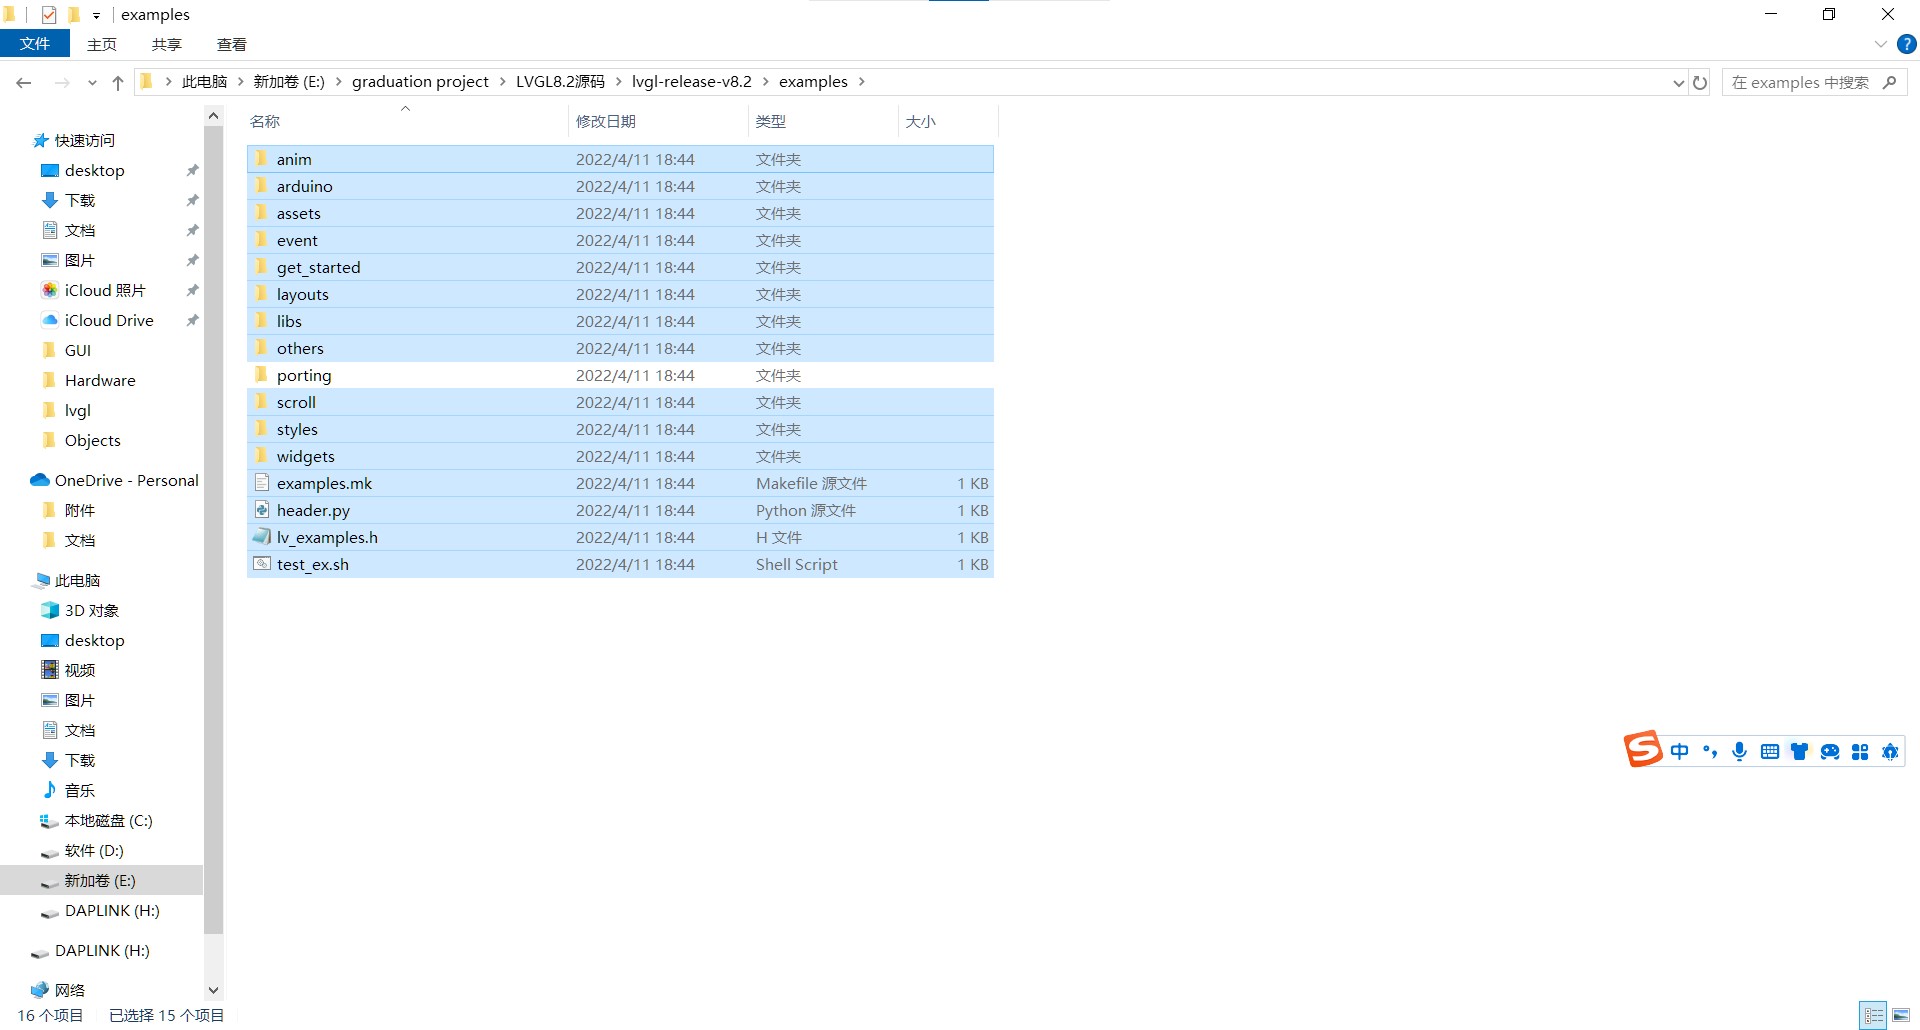 examples
文件 主页 共享 查看
此电脑 新加卷 (E:) graduation project LVGL8.2源码 lvgl-release-v8.2 examples
在 examples 中搜索
名称 修改日期 类型 大小
anim 2022/4/11 18:44 文件夹
arduino 2022/4/11 18:44 文件夹
assets 2022/4/11 18:44 文件夹
event 2022/4/11 18:44 文件夹
get_started 2022/4/11 18:44 文件夹
layouts 2022/4/11 18:44 文件夹
libs 2022/4/11 18:44 文件夹
others 2022/4/11 18:44 文件夹
porting 2022/4/11 18:44 文件夹
scroll 2022/4/11 18:44 文件夹
styles 2022/4/11 18:44 文件夹
widgets 2022/4/11 18:44 文件夹
examples.mk 2022/4/11 18:44 Makefile 源文件 1 KB
header.py 2022/4/11 18:44 Python 源文件 1 KB
lv_examples.h 2022/4/11 18:44 H 文件 1 KB
test_ex.sh 2022/4/11 18:44 Shell Script 1 KB
快速访问
desktop
下载
文档
图片
iCloud 照片
iCloud Drive
GUI
Hardware
lvgl
Objects
OneDrive - Personal
附件
文档
此电脑
3D 对象
desktop
视频
图片
文档
下载
音乐
本地磁盘 (C:)
软件 (D:)
新加卷 (E:)
DAPLINK (H:)
DAPLINK (H:)
网络
S 中
16 个项目 已选择 15 个项目